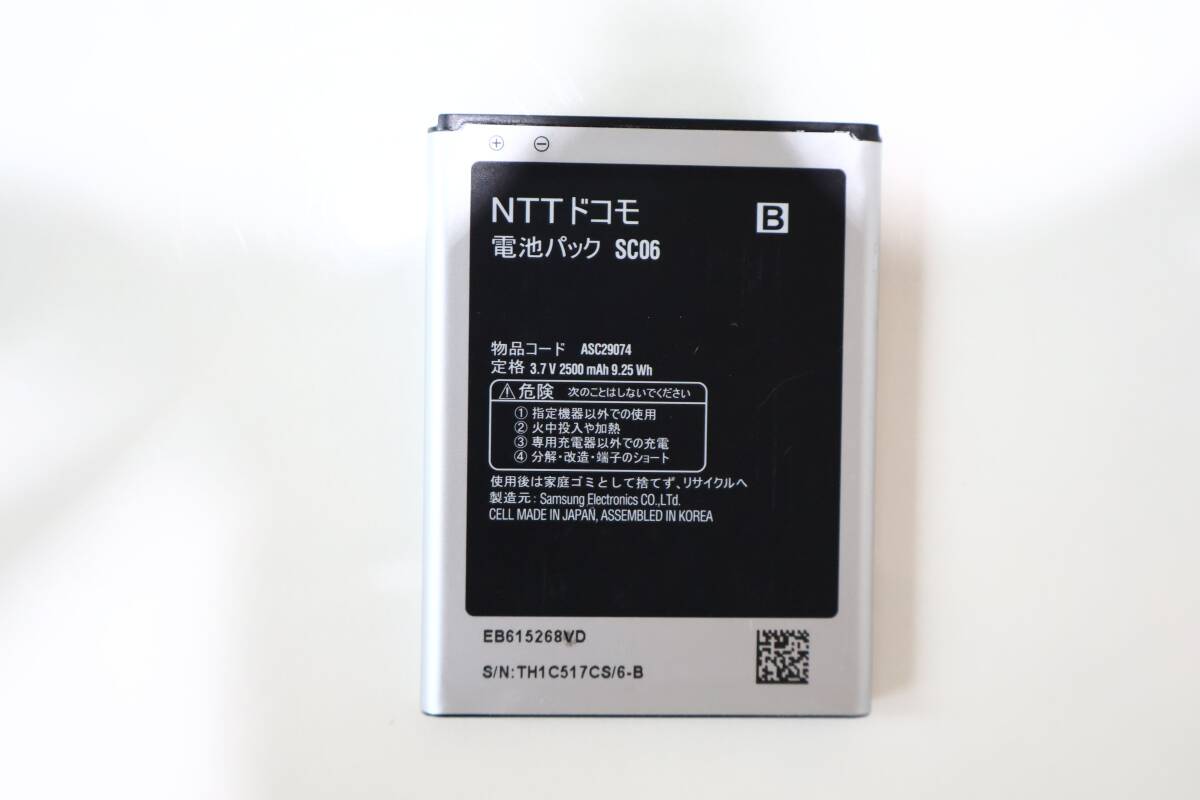 ⊕ ⊖
NTTドコモ B
電池パック SC06
物品コード ASC29074
定格 3.7 V 2500 mAh 9.25 Wh
⚠危険 次のことはしないでください
① 指定機器以外での使用
② 火中投入や加熱
③ 専用充電器以外での充電
④ 分解・改造・端子のショート
使用後は家庭ゴミとして捨てず、リサイクルへ
製造元: Samsung Electronics CO.,LTd.
CELL MADE IN JAPAN, ASSEMBLED IN KOREA
EB615268VD
S/N:TH1C517CS/6-B